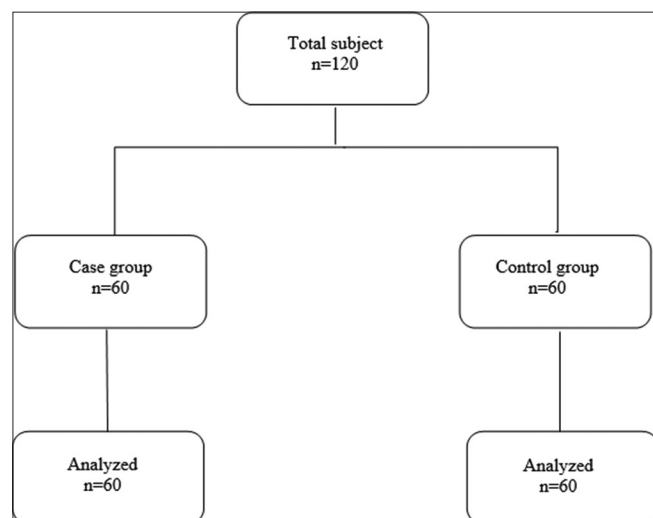 Total subject
n=120
Case group
n=60
Control group
n=60
Analyzed
n=60
Analyzed
n=60